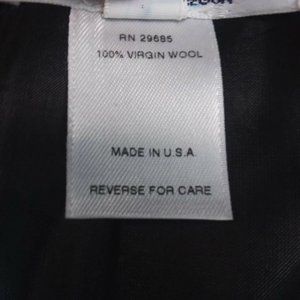 RN 29685
100% VIRGIN WOOL
MADE IN U.S.A
REVERSE FOR CARE